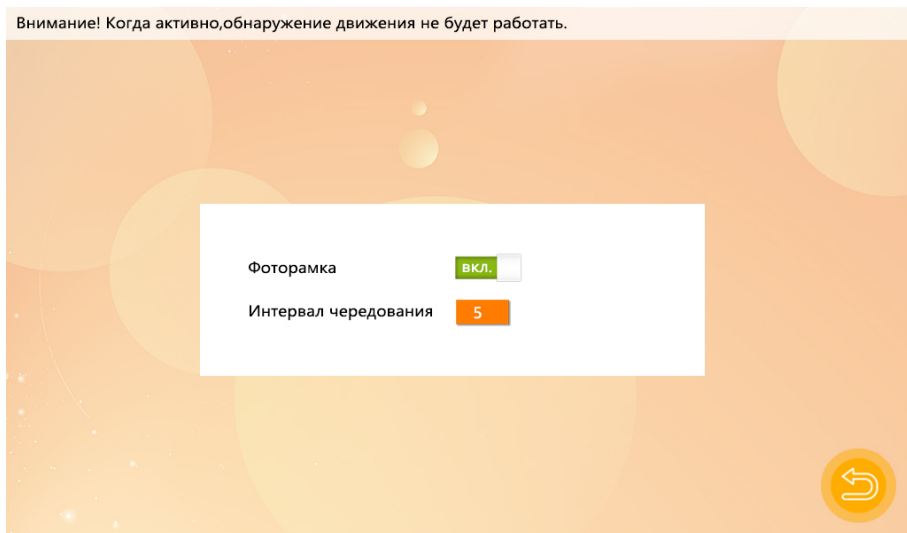 Внимание! Когда активно,обнаружение движения не будет работать.
Фоторамка вкл.
Интервал чередования 5